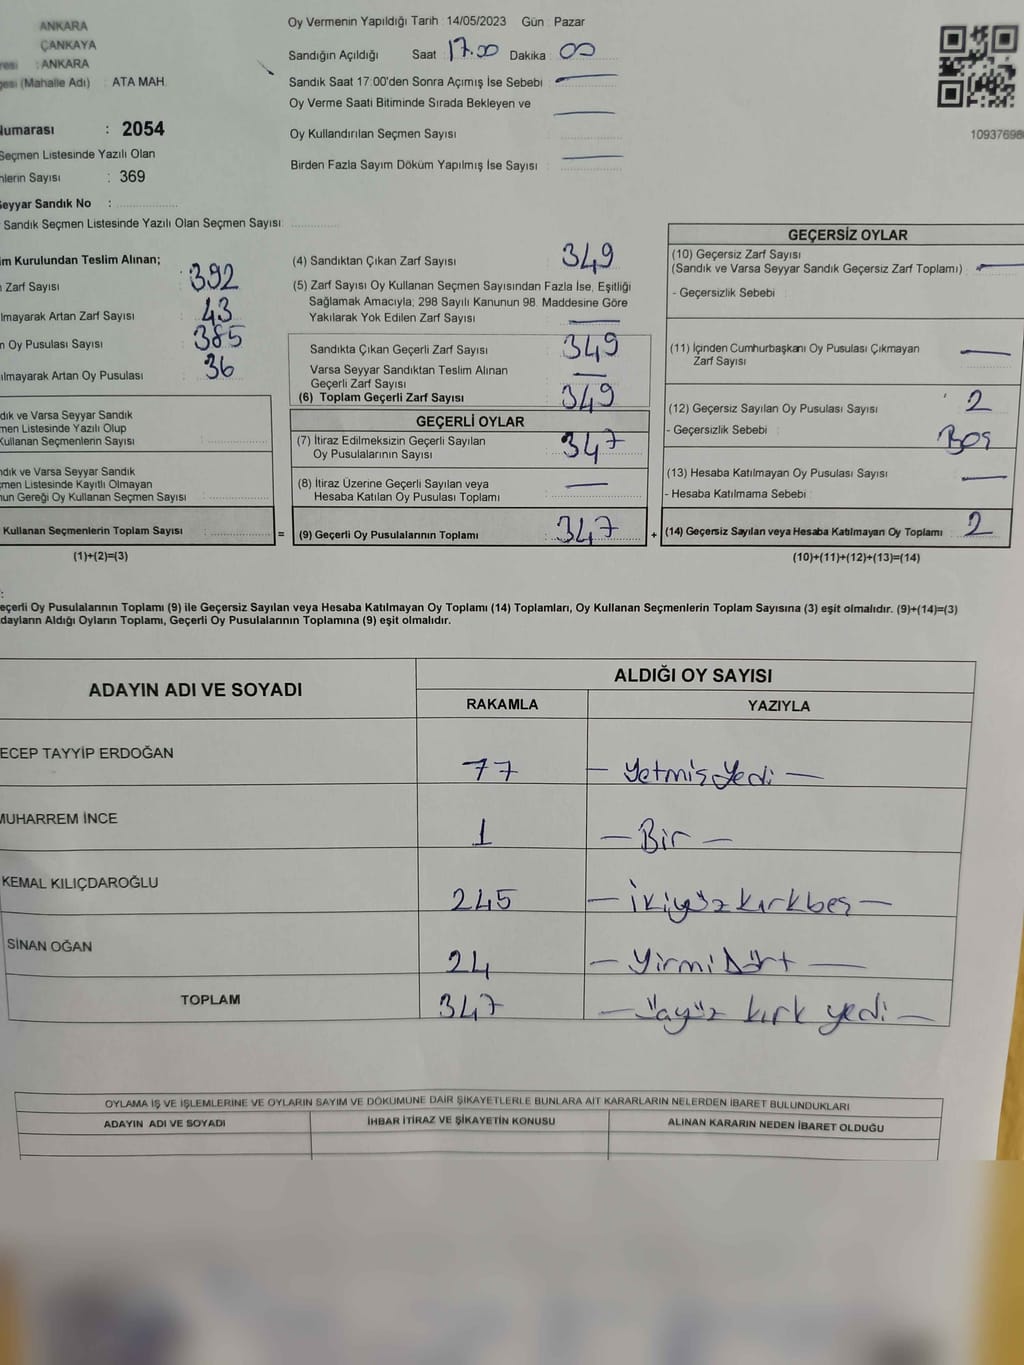 ANKARA
ÇANKAYA
resi : ANKARA
gesi (Mahalle Adı) : ATA MAH.
Numarası : 2054
Seçmen Listesinde Yazılı Olan
nlerin Sayısı : 369
Seyyar Sandık No :
Sandık Seçmen Listesinde Yazılı Olan Seçmen Sayısı
Oy Vermenin Yapıldığı Tarih : 14/05/2023 Gün : Pazar
Sandığın Açıldığı Saat 17.00 Dakika : 00
Sandık Saat 17:00'den Sonra Açımış İse Sebebi : —
Oy Verme Saati Bitiminde Sırada Bekleyen ve
Oy Kullandırılan Seçmen Sayısı —
Birden Fazla Sayım Döküm Yapılmış İse Sayısı : —
1093769
im Kurulundan Teslim Alınan;
Zarf Sayısı : 392
lmayarak Artan Zarf Sayısı : 43
n Oy Pusulası Sayısı : 385
ılmayarak Artan Oy Pusulası : 36
dık ve Varsa Seyyar Sandık
men Listesinde Yazılı Olup
Kullanan Seçmenlerin Sayısı :
ndık ve Varsa Seyyar Sandık
çmen Listesinde Kayıtlı Olmayan
nun Gereği Oy Kullanan Seçmen Sayısı :
Kullanan Seçmenlerin Toplam Sayısı :
(1)+(2)=(3)
(4) Sandıktan Çıkan Zarf Sayısı : 349
(5) Zarf Sayısı Oy Kullanan Seçmen Sayısından Fazla İse, Eşitliği
Sağlamak Amacıyla; 298 Sayılı Kanunun 98. Maddesine Göre
Yakılarak Yok Edilen Zarf Sayısı : —
Sandıkta Çıkan Geçerli Zarf Sayısı : 349
Varsa Seyyar Sandıktan Teslim Alınan
Geçerli Zarf Sayısı : —
(6) Toplam Geçerli Zarf Sayısı : 349
GEÇERLİ OYLAR
(7) İtiraz Edilmeksizin Geçerli Sayılan
Oy Pusulalarının Sayısı : 347
(8) İtiraz Üzerine Geçerli Sayılan veya
Hesaba Katılan Oy Pusulası Toplamı : —
= (9) Geçerli Oy Pusulalarının Toplamı : 347 +
GEÇERSİZ OYLAR
(10) Geçersiz Zarf Sayısı
(Sandık ve Varsa Seyyar Sandık Geçersiz Zarf Toplamı) : —
- Geçersizlik Sebebi :
(11) İçinden Cumhurbaşkanı Oy Pusulası Çıkmayan
Zarf Sayısı —
(12) Geçersiz Sayılan Oy Pusulası Sayısı : 2
- Geçersizlik Sebebi : Boş
(13) Hesaba Katılmayan Oy Pusulası Sayısı : —
- Hesaba Katılmama Sebebi :
(14) Geçersiz Sayılan veya Hesaba Katılmayan Oy Toplamı : 2
(10)+(11)+(12)+(13)=(14)
eçerli Oy Pusulalarının Toplamı (9) ile Geçersiz Sayılan veya Hesaba Katılmayan Oy Toplamı (14) Toplamları, Oy Kullanan Seçmenlerin Toplam Sayısına (3) eşit olmalıdır. (9)+(14)=(3)
dayların Aldığı Oyların Toplamı, Geçerli Oy Pusulalarının Toplamına (9) eşit olmalıdır.
ADAYIN ADI VE SOYADI
ALDIĞI OY SAYISI
RAKAMLA YAZIYLA
ECEP TAYYİP ERDOĞAN 77 — Yetmiş Yedi —
MUHARREM İNCE 1 — Bir —
KEMAL KILIÇDAROĞLU 245 — İkiyüz kırkbeş —
SİNAN OĞAN 24 — Yirmi Dört —
TOPLAM 347 — üçyüz kırk yedi —
OYLAMA İŞ VE İŞLEMLERİNE VE OYLARIN SAYIM VE DÖKÜMÜNE DAİR ŞİKAYETLERLE BUNLARA AİT KARARLARIN NELERDEN İBARET BULUNDUKLARI
ADAYIN ADI VE SOYADI İHBAR İTİRAZ VE ŞİKAYETİN KONUSU ALINAN KARARIN NEDEN İBARET OLDUĞU